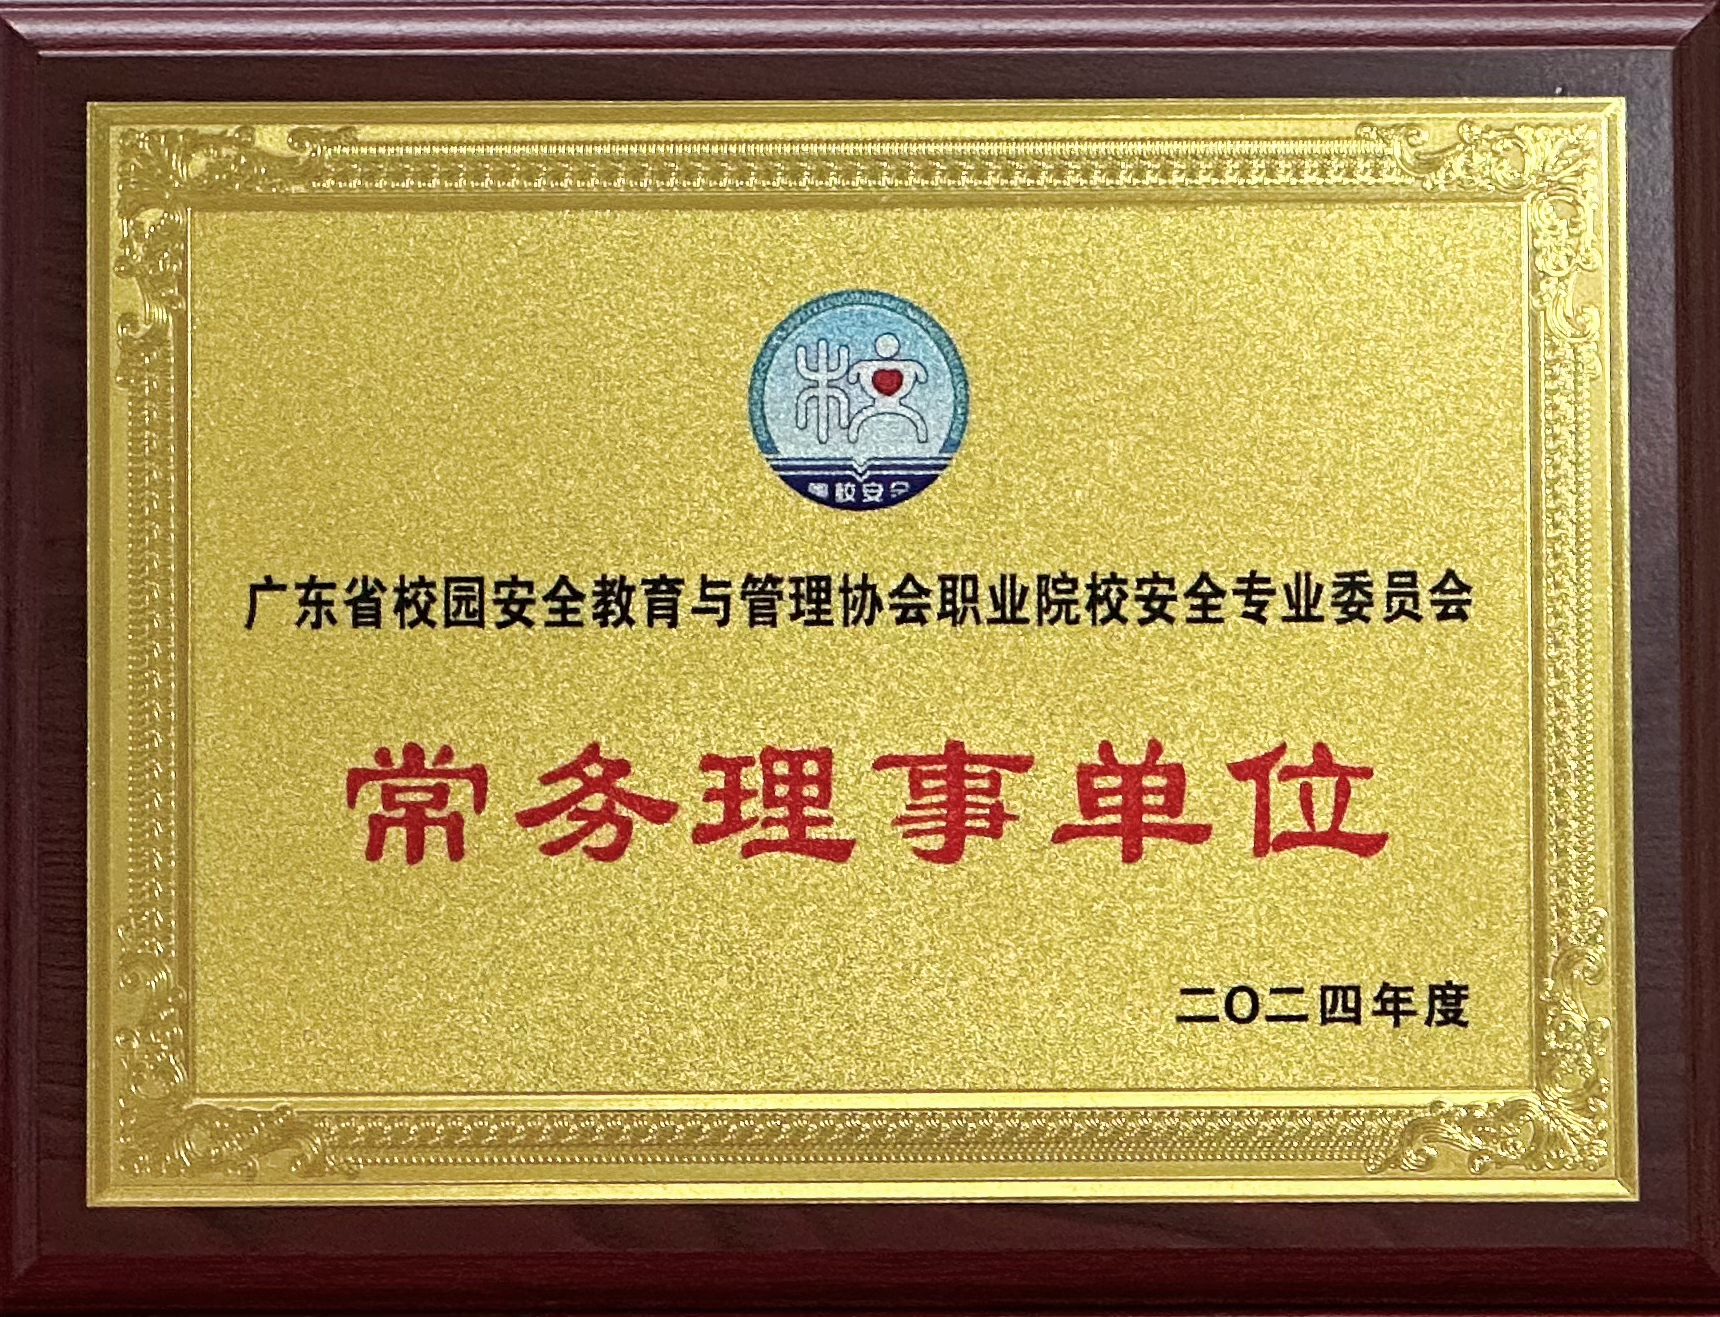 校
粤校安全
广东省校园安全教育与管理协会职业院校安全专业委员会
常务理事单位
二〇二四年度